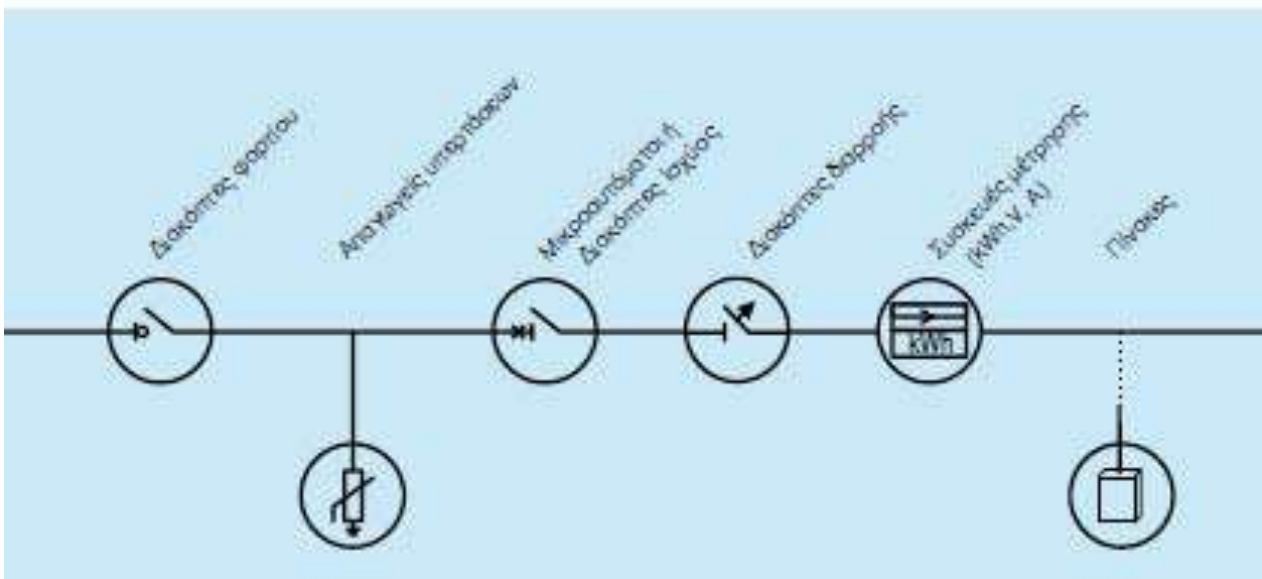 Διακόπτες φορτίου
Απαγωγείς υπερτάσεων
Μικροαυτόματοι ή
Διακόπτες Ισχύος
Διακόπτες διαρροής
Συσκευές μέτρησης
(kWh,V, A)
Πίνακες
kWh